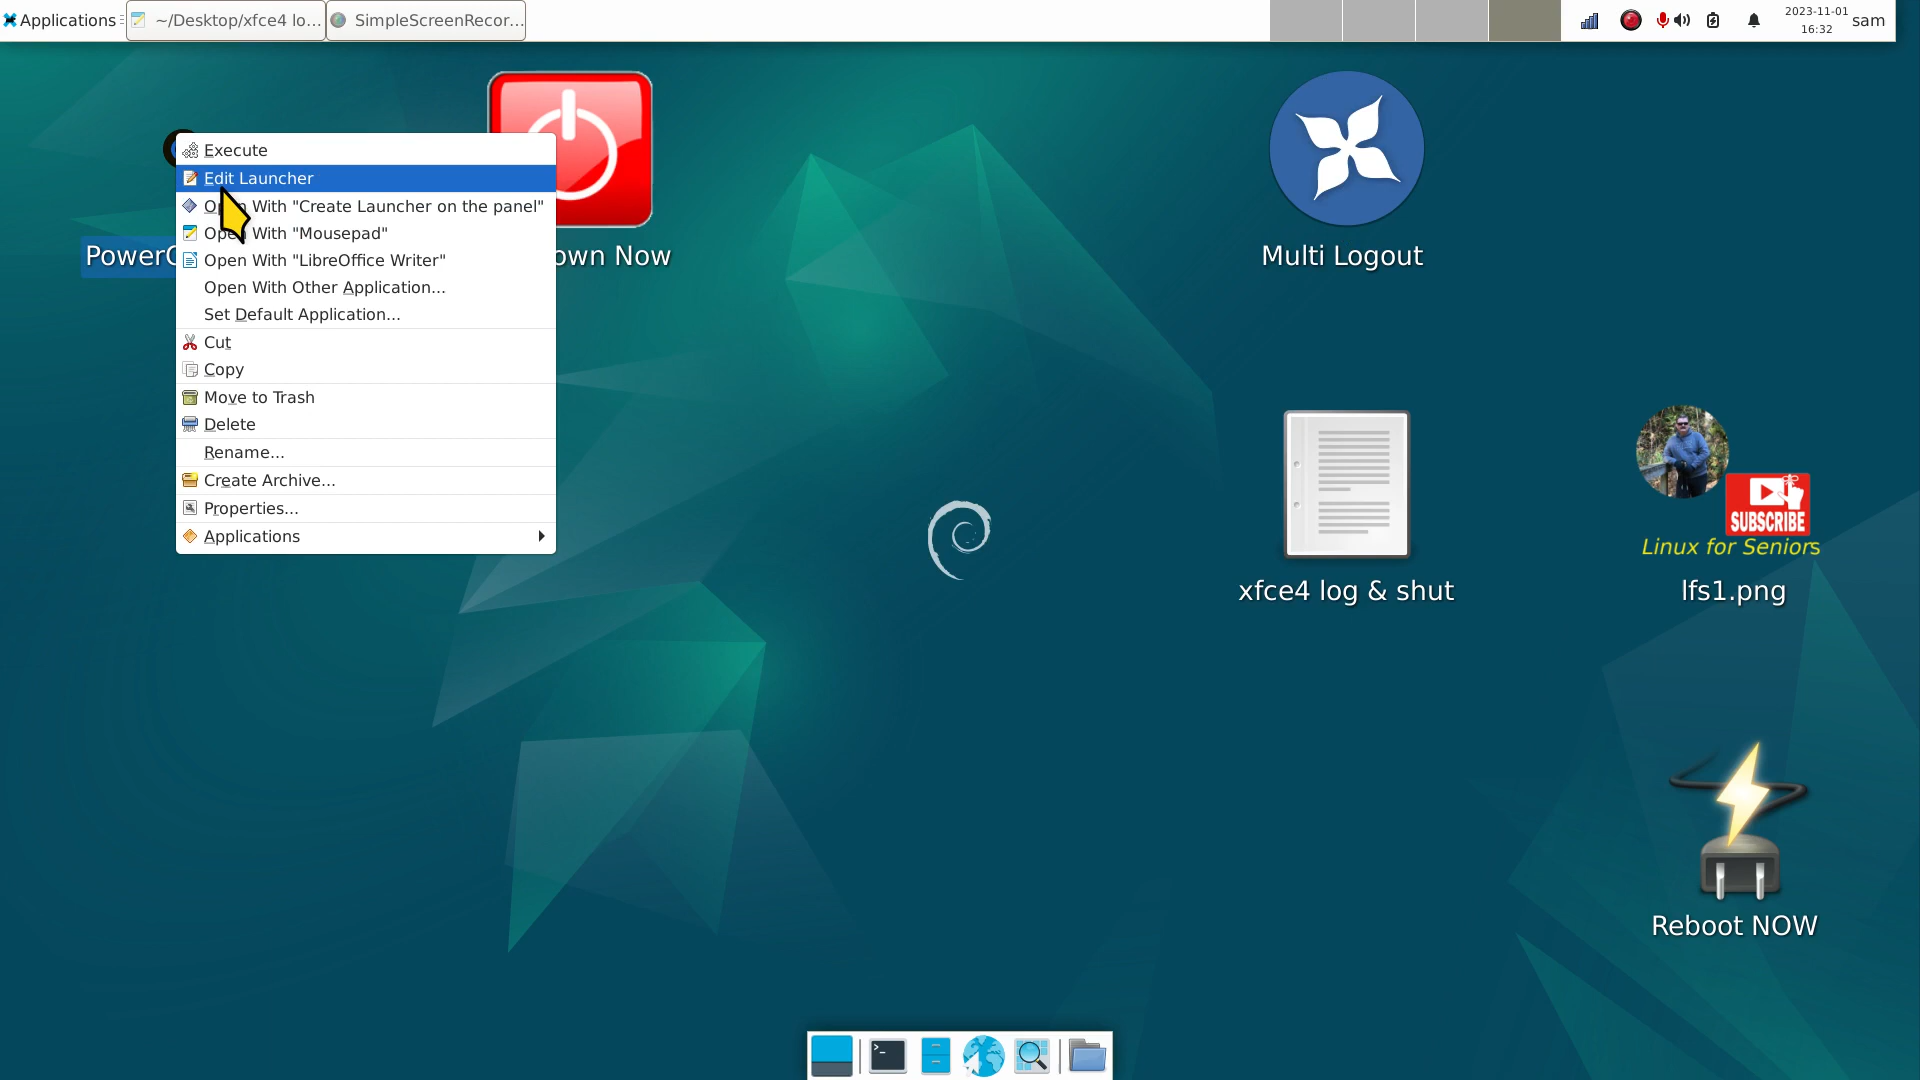 Applications
~/Desktop/xfce4 lo...
SimpleScreenRecor...
2023-11-01
16:32
sam
Execute
Edit Launcher
Open With "Create Launcher on the panel"
With "Mousepad"
Open With "LibreOffice Writer"
Open With Other Application...
Set Default Application...
Cut
Copy
Move to Trash
Delete
Rename...
Create Archive...
Properties...
Applications
Now
Multi Logout
xfce4 log & shut
SUBSCRIBE
Linux for Seniors
lfs1.png
Reboot NOW